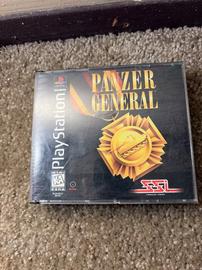 PlayStation
PANZER
GENERAL
SSI